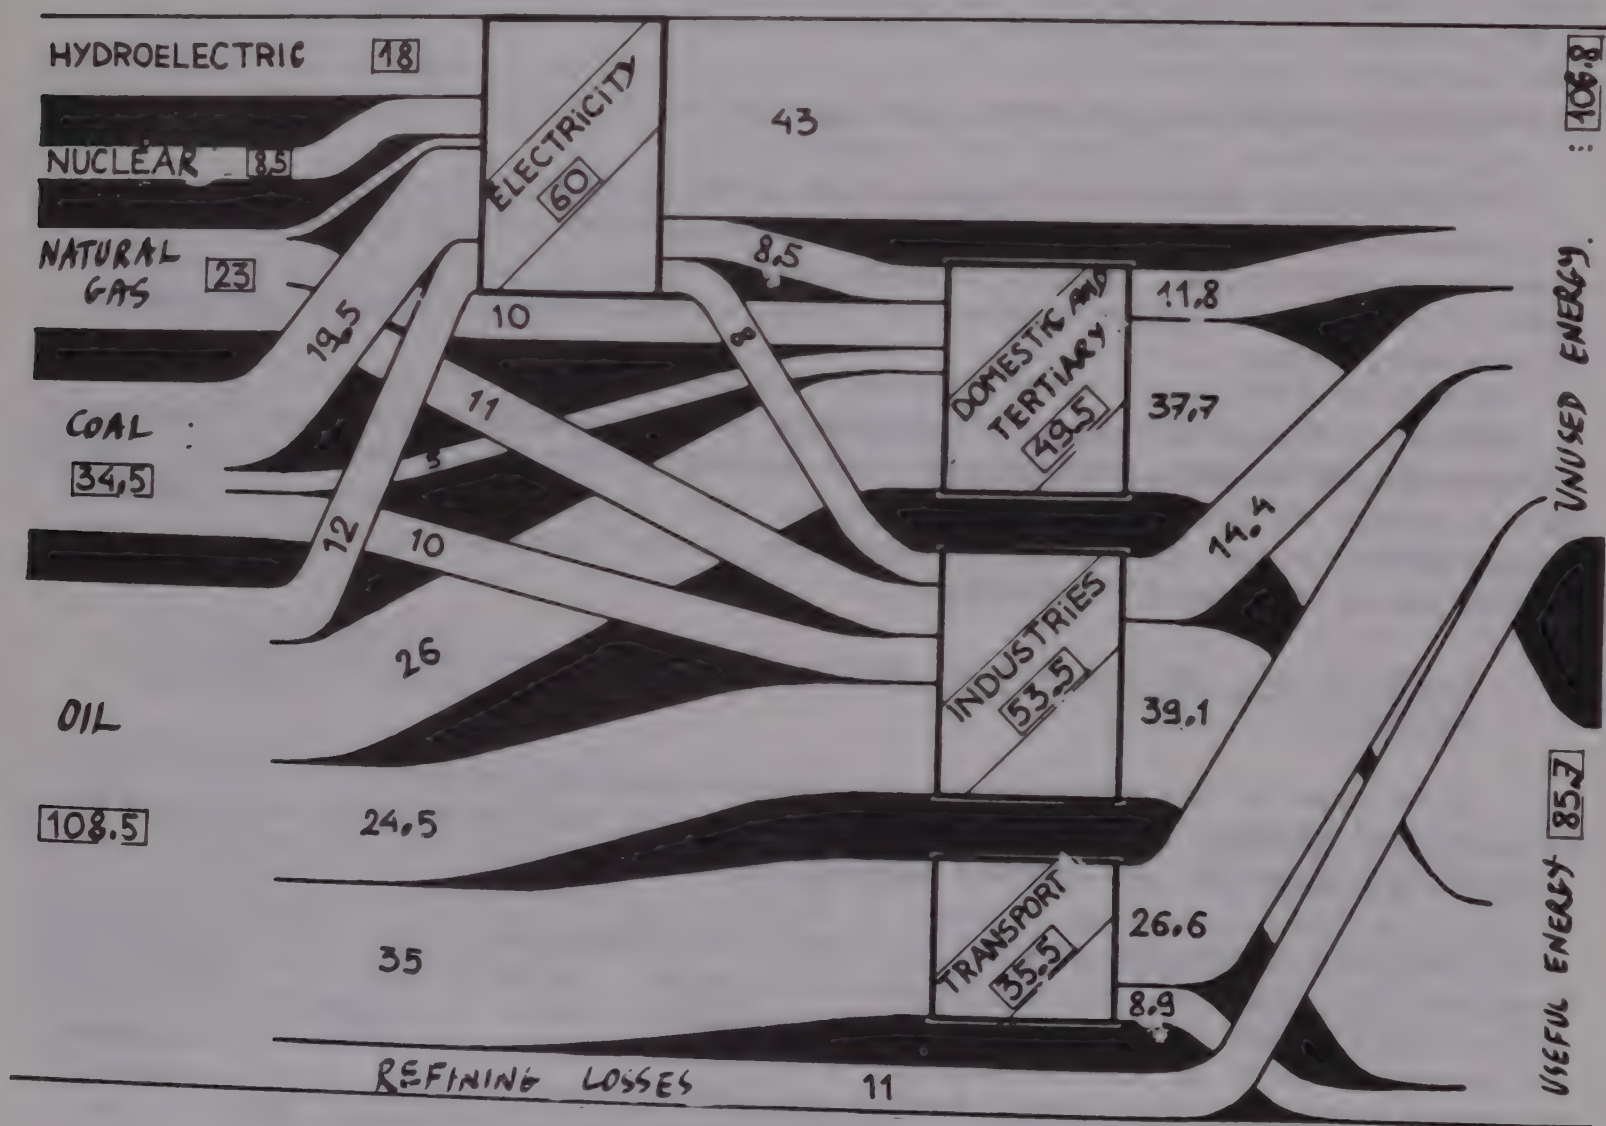 HYDROELECTRIC 18
NUCLEAR 8.5
NATURAL GAS 23
COAL : 34,5
OIL
108.5
ELECTRICITY
60
43
19.5
12
10
11
5
10
26
24.5
35
8.5
8
DOMESTIC AND
TERTIARY
49.5
11.8
37.7
INDUSTRIES
53.5
14.4
39.1
TRANSPORT
35.5
26.6
8.9
REFINING LOSSES 11
UNUSED ENERGY. : 106.8
USEFUL ENERGY 85.7